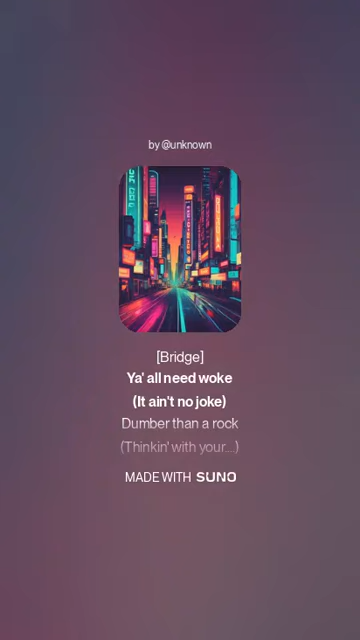 by @unknown
[Bridge]
Ya' all need woke
(It ain't no joke)
Dumber than a rock
(Thinkin' with your...)
MADE WITH SUNO